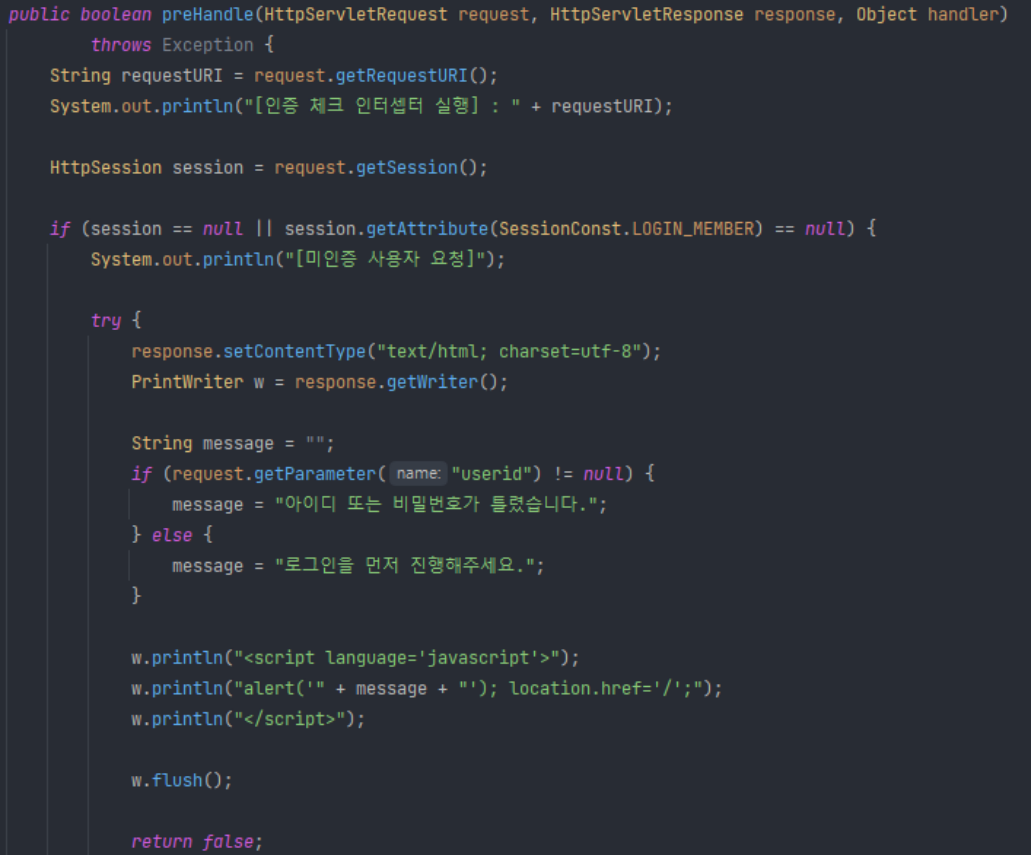 public boolean preHandle(HttpServletRequest request, HttpServletResponse response, Object handler)
throws Exception {
String requestURI = request.getRequestURI();
System.out.println("[인증 체크 인터셉터 실행] : " + requestURI);
HttpSession session = request.getSession();
if (session == null || session.getAttribute(SessionConst.LOGIN_MEMBER) == null) {
System.out.println("[미인증 사용자 요청]");
try {
response.setContentType("text/html; charset=utf-8");
PrintWriter w = response.getWriter();
String message = "";
if (request.getParameter( name: "userid") != null) {
message = "아이디 또는 비밀번호가 틀렸습니다.";
} else {
message = "로그인을 먼저 진행해주세요.";
}
w.println("<script language='javascript'>");
w.println("alert('" + message + "'); location.href='/';");
w.println("</script>");
w.flush();
return false;